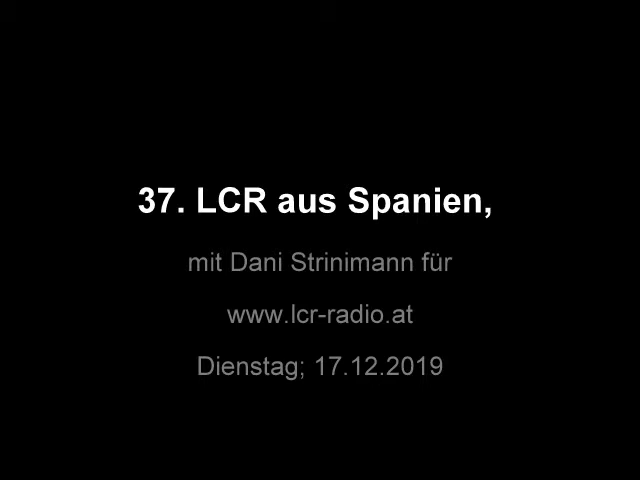 37. LCR aus Spanien,
mit Dani Strinimann für
www.lcr-radio.at
Dienstag; 17.12.2019